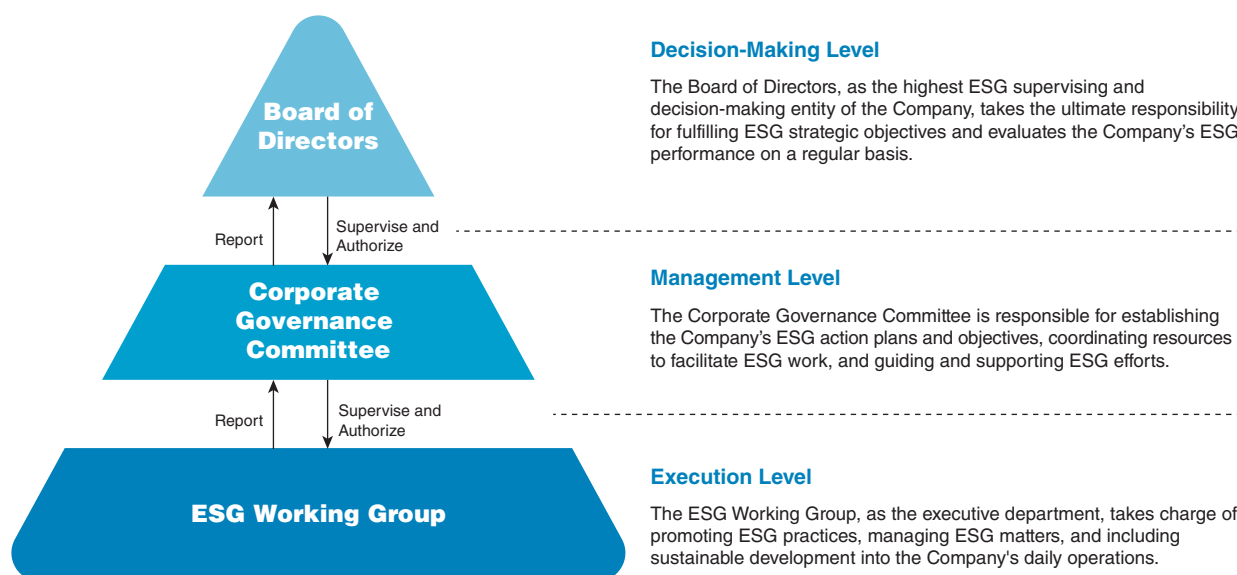 Board of
Directors
Decision-Making Level
The Board of Directors, as the highest ESG supervising and
decision-making entity of the Company, takes the ultimate responsibility
for fulfilling ESG strategic objectives and evaluates the Company's ESG
performance on a regular basis.
Report
Supervise and
Authorize
Corporate
Governance
Committee
Management Level
The Corporate Governance Committee is responsible for establishing
the Company's ESG action plans and objectives, coordinating resources
to facilitate ESG work, and guiding and supporting ESG efforts.
Report
Supervise and
Authorize
ESG Working Group
Execution Level
The ESG Working Group, as the executive department, takes charge of
promoting ESG practices, managing ESG matters, and including
sustainable development into the Company's daily operations.